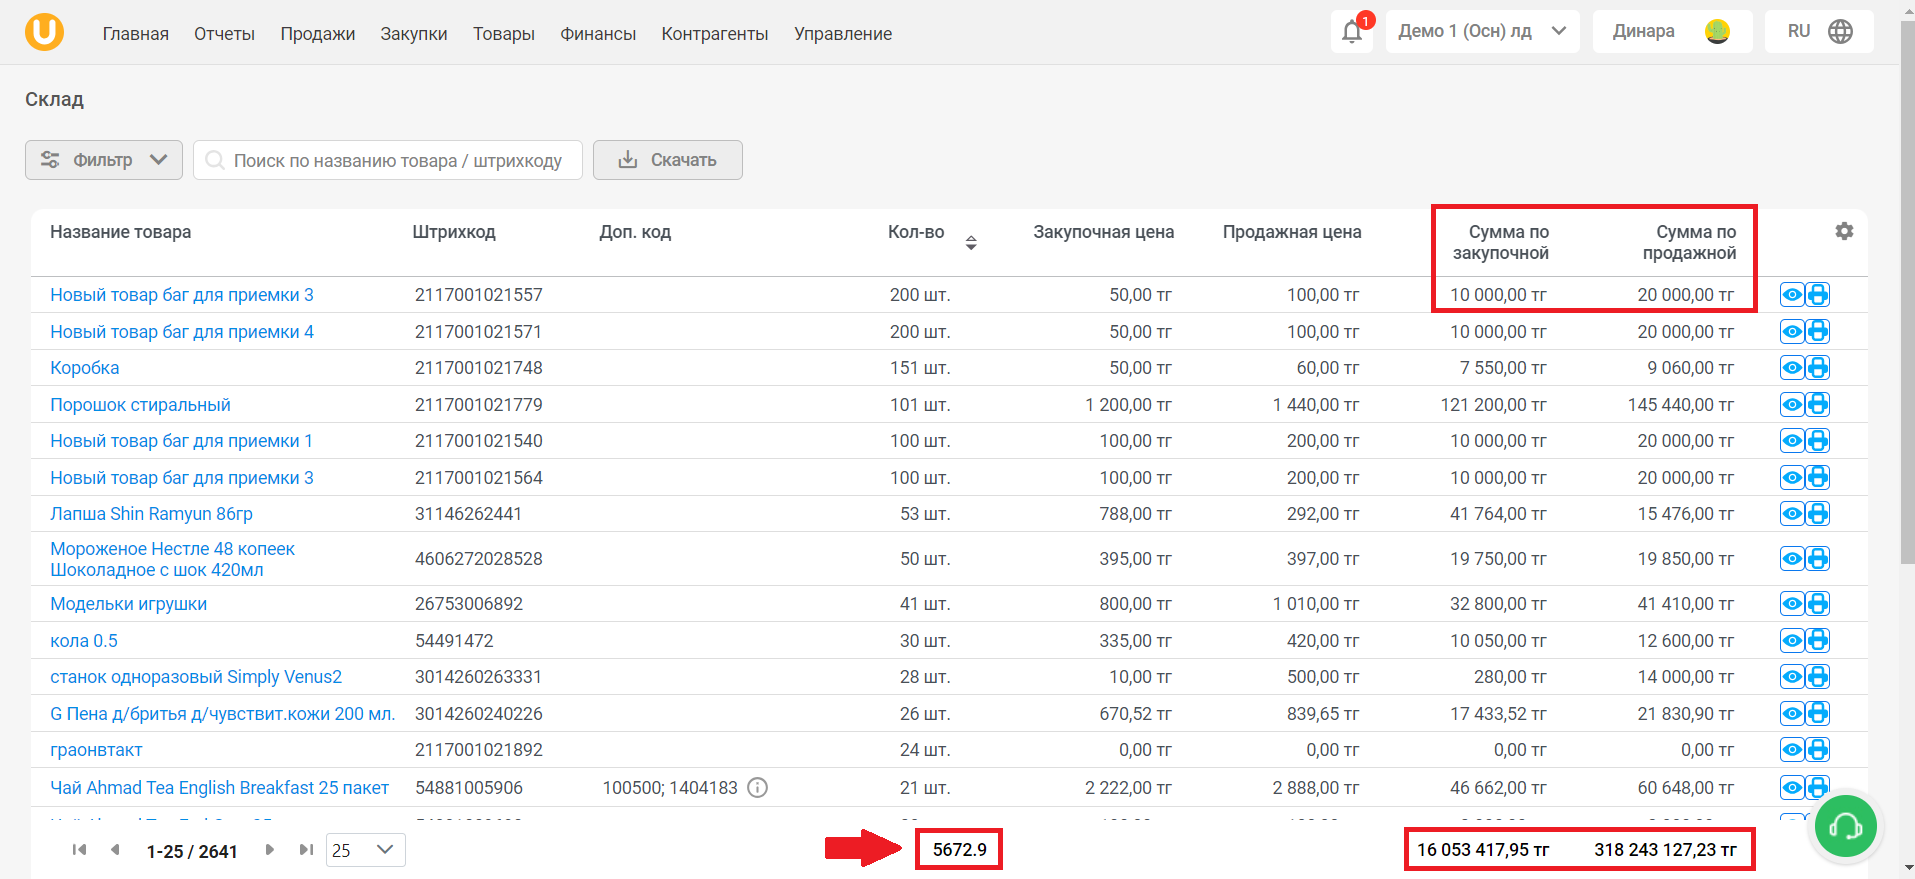 U
Главная Отчеты Продажи Закупки Товары Финансы Контрагенты Управление 1 Демо 1 (Осн) лд Динара RU
Склад
Фильтр Поиск по названию товара / штрихкоду Скачать
Название товара Штрихкод Доп. код Кол-во Закупочная цена Продажная цена Сумма по закупочной Сумма по продажной
Новый товар баг для приемки 3 2117001021557 200 шт. 50,00 тг 100,00 тг 10 000,00 тг 20 000,00 тг
Новый товар баг для приемки 4 2117001021571 200 шт. 50,00 тг 100,00 тг 10 000,00 тг 20 000,00 тг
Коробка 2117001021748 151 шт. 50,00 тг 60,00 тг 7 550,00 тг 9 060,00 тг
Порошок стиральный 2117001021779 101 шт. 1 200,00 тг 1 440,00 тг 121 200,00 тг 145 440,00 тг
Новый товар баг для приемки 1 2117001021540 100 шт. 100,00 тг 200,00 тг 10 000,00 тг 20 000,00 тг
Новый товар баг для приемки 3 2117001021564 100 шт. 100,00 тг 200,00 тг 10 000,00 тг 20 000,00 тг
Лапша Shin Ramyun 86гр 31146262441 53 шт. 788,00 тг 292,00 тг 41 764,00 тг 15 476,00 тг
Мороженое Нестле 48 копеек
Шоколадное с шок 420мл 4606272028528 50 шт. 395,00 тг 397,00 тг 19 750,00 тг 19 850,00 тг
Модельки игрушки 26753006892 41 шт. 800,00 тг 1 010,00 тг 32 800,00 тг 41 410,00 тг
кола 0.5 54491472 30 шт. 335,00 тг 420,00 тг 10 050,00 тг 12 600,00 тг
станок одноразовый Simply Venus2 3014260263331 28 шт. 10,00 тг 500,00 тг 280,00 тг 14 000,00 тг
G Пена д/бритья д/чувствит.кожи 200 мл. 3014260240226 26 шт. 670,52 тг 839,65 тг 17 433,52 тг 21 830,90 тг
граонвтакт 2117001021892 24 шт. 0,00 тг 0,00 тг 0,00 тг 0,00 тг
Чай Ahmad Tea English Breakfast 25 пакет 54881005906 100500; 1404183 21 шт. 2 222,00 тг 2 888,00 тг 46 662,00 тг 60 648,00 тг
1-25 / 2641 25 5672.9 16 053 417,95 тг 318 243 127,23 тг